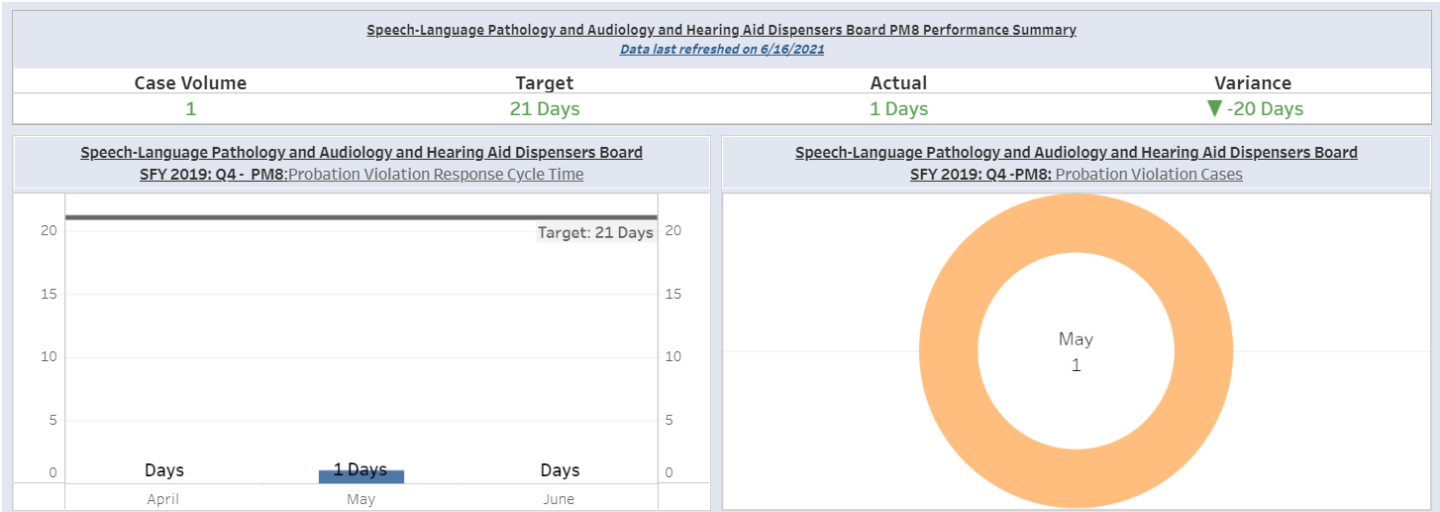 Speech-Language Pathology and Audiology and Hearing Aid Dispensers Board PM8 Performance Summary
Data last refreshed on 6/16/2021
Case Volume Target Actual Variance
1 21 Days 1 Days ▼ -20 Days
Speech-Language Pathology and Audiology and Hearing Aid Dispensers Board
SFY 2019: Q4 - PM8:Probation Violation Response Cycle Time
20 Target: 21 Days 20
15 15
10 10
5 5
0 Days 1 Days Days 0
April May June
Speech-Language Pathology and Audiology and Hearing Aid Dispensers Board
SFY 2019: Q4 -PM8: Probation Violation Cases
May
1